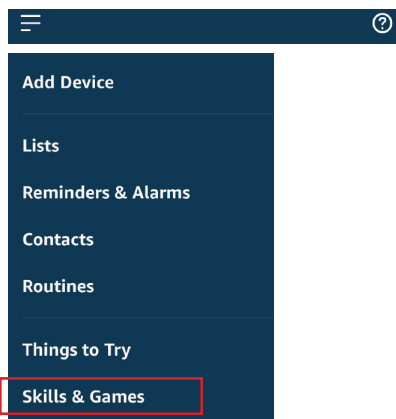 Add Device
Lists
Reminders & Alarms
Contacts
Routines
Things to Try
Skills & Games